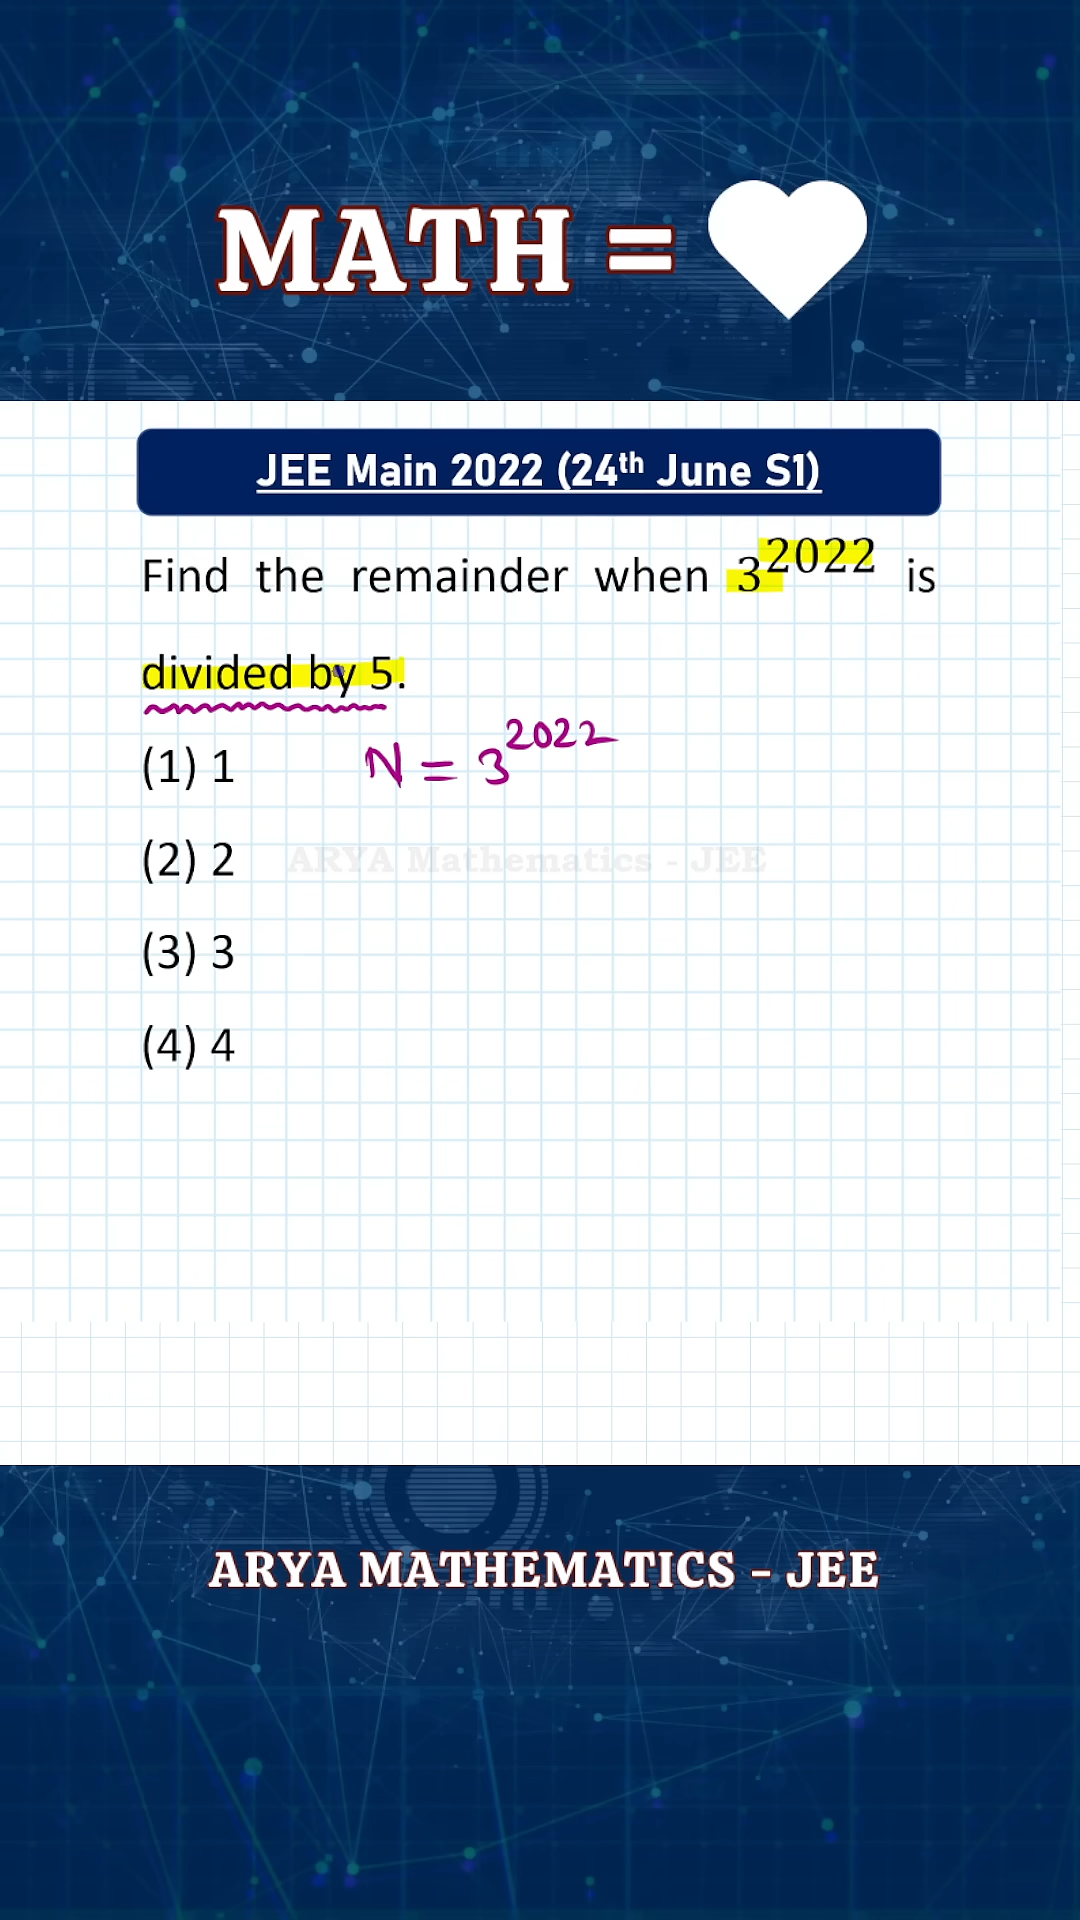 MATH =
JEE Main 2022 (24th June S1)
Find the remainder when 3^2022 is
divided by 5.
(1) 1
N = 3^2022
(2) 2
ARYA Mathematics - JEE
(3) 3
(4) 4
ARYA MATHEMATICS - JEE